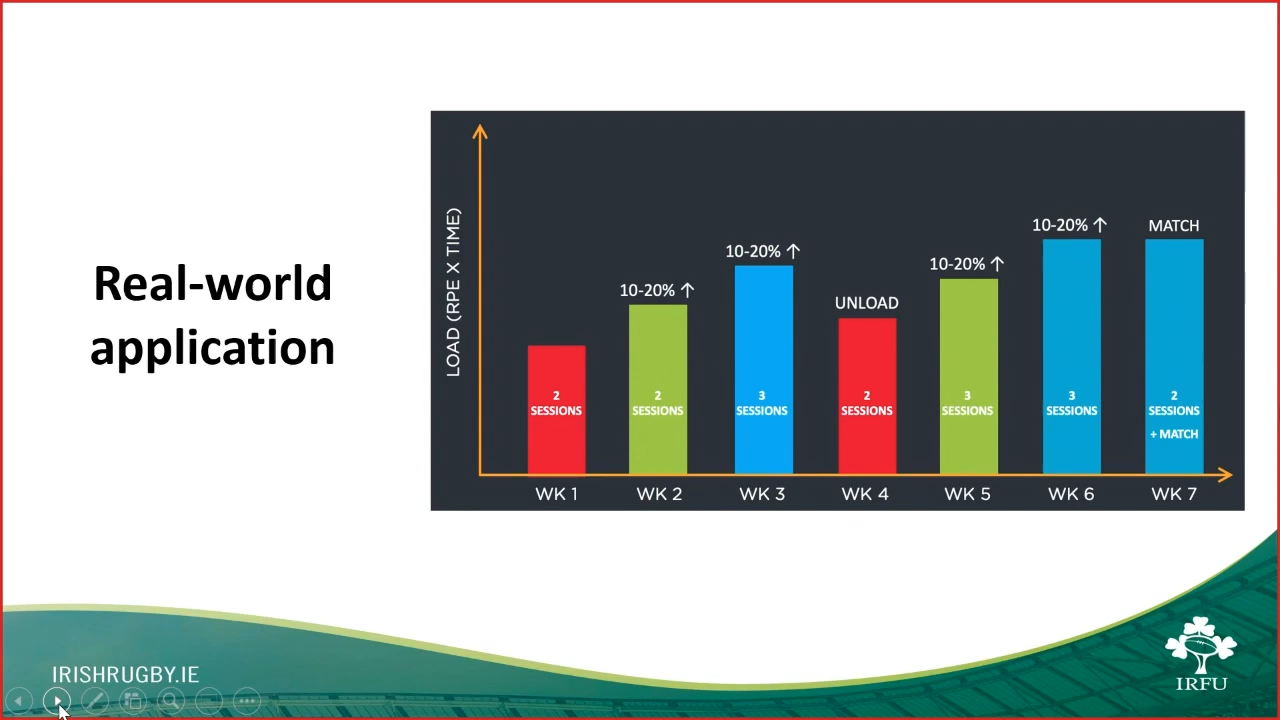 Real-world
application
LOAD (RPE X TIME)
2
SESSIONS
WK 1
10-20% ↑
2
SESSIONS
WK 2
10-20% ↑
3
SESSIONS
WK 3
UNLOAD
2
SESSIONS
WK 4
10-20% ↑
3
SESSIONS
WK 5
10-20% ↑
3
SESSIONS
WK 6
MATCH
2
SESSIONS
+ MATCH
WK 7
IRISHRUGBY.IE
IRFU